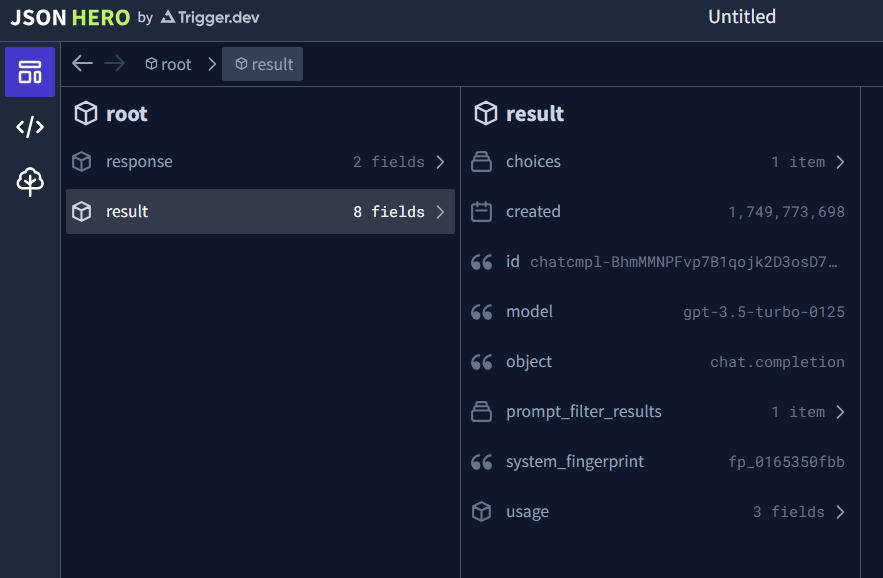 JSON HERO by Trigger.dev
Untitled
root
result
root
response 2 fields
result 8 fields
result
choices 1 item
created 1,749,773,698
id chatcmpl-BhmMMNPFvp7B1qojk2D3osD7…
model gpt-3.5-turbo-0125
object chat.completion
prompt_filter_results 1 item
system_fingerprint fp_0165350fbb
usage 3 fields